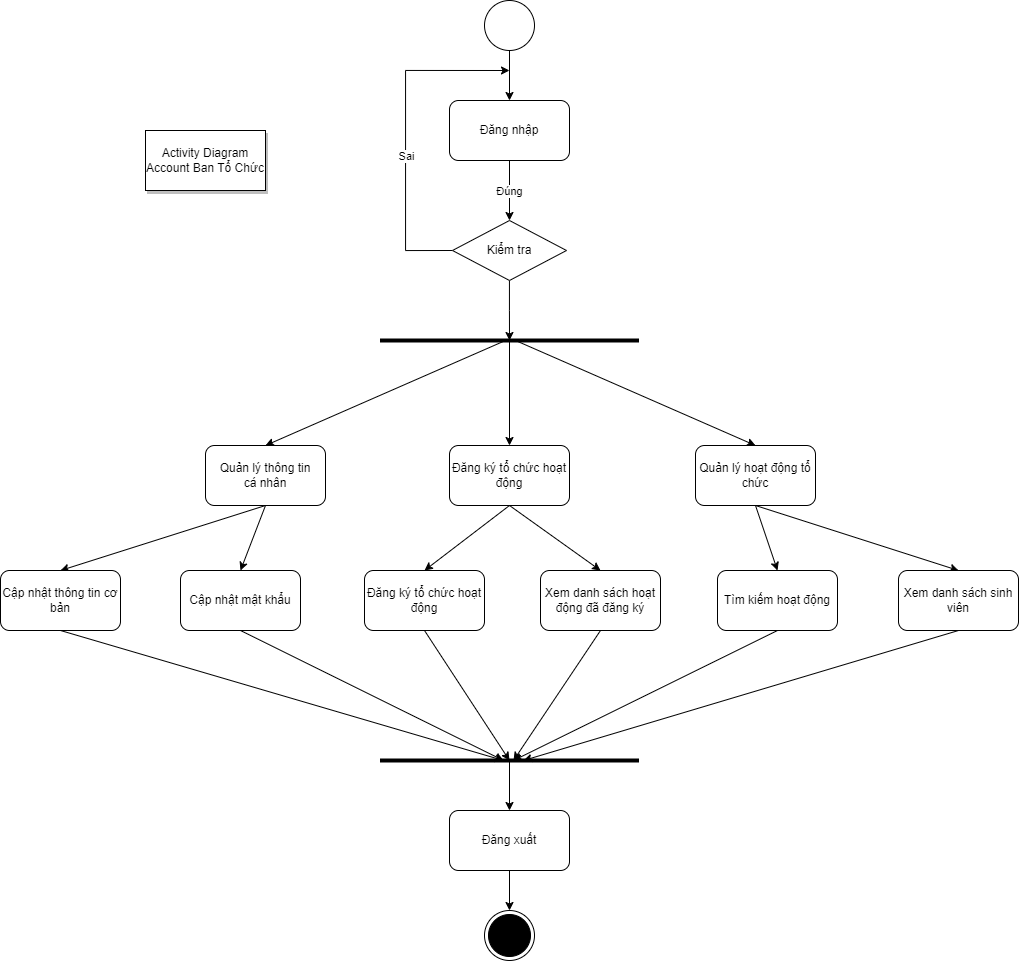 Đăng nhập
Activity Diagram
Account Ban Tổ Chức
Sai
Đúng
Kiểm tra
Quản lý thông tin
cá nhân
Đăng ký tổ chức hoạt
động
Quản lý hoạt động tổ
chức
Cập nhật thông tin cơ
bản
Cập nhật mật khẩu
Đăng ký tổ chức hoạt
động
Xem danh sách hoạt
động đã đăng ký
Tìm kiếm hoạt động
Xem danh sách sinh
viên
Đăng xuất